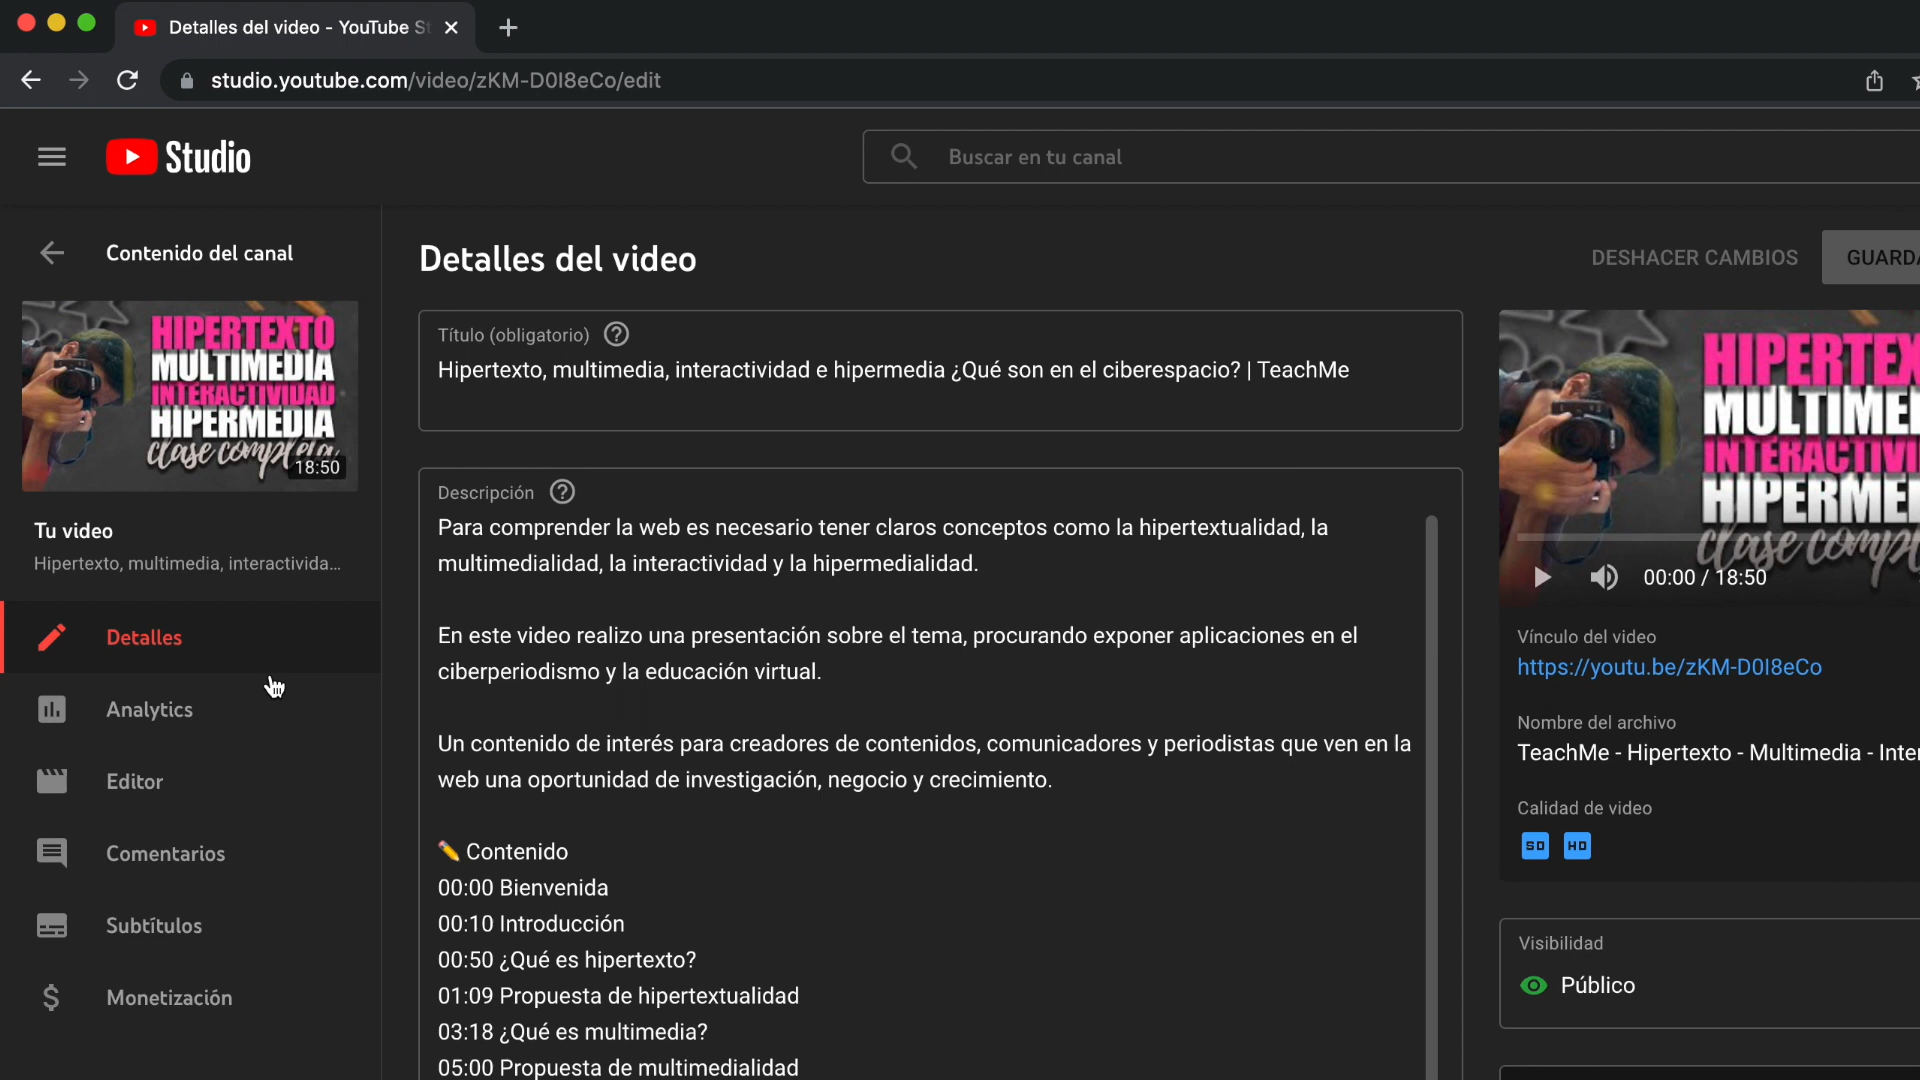 Detalles del video - YouTube St
studio.youtube.com/video/zKM-D0I8eCo/edit
Studio
Buscar en tu canal
Contenido del canal
HIPERTEXTO
MULTIMEDIA
INTERACTIVIDAD
HIPERMEDIA
clase completa
18:50
Tu video
Hipertexto, multimedia, interactivida...
Detalles
Analytics
Editor
Comentarios
Subtítulos
Monetización
Detalles del video
DESHACER CAMBIOS
GUARDA
Título (obligatorio)
Hipertexto, multimedia, interactividad e hipermedia ¿Qué son en el ciberespacio? | TeachMe
Descripción
Para comprender la web es necesario tener claros conceptos como la hipertextualidad, la
multimedialidad, la interactividad y la hipermedialidad.
En este video realizo una presentación sobre el tema, procurando exponer aplicaciones en el
ciberperiodismo y la educación virtual.
Un contenido de interés para creadores de contenidos, comunicadores y periodistas que ven en la
web una oportunidad de investigación, negocio y crecimiento.
✏️ Contenido
00:00 Bienvenida
00:10 Introducción
00:50 ¿Qué es hipertexto?
01:09 Propuesta de hipertextualidad
03:18 ¿Qué es multimedia?
05:00 Propuesta de multimedialidad
HIPERTEX
MULTIME
INTERACTIVI
HIPERME
clase compl
00:00 / 18:50
Vínculo del video
https://youtu.be/zKM-D0I8eCo
Nombre del archivo
TeachMe - Hipertexto - Multimedia - Inte
Calidad de video
SD HD
Visibilidad
Público